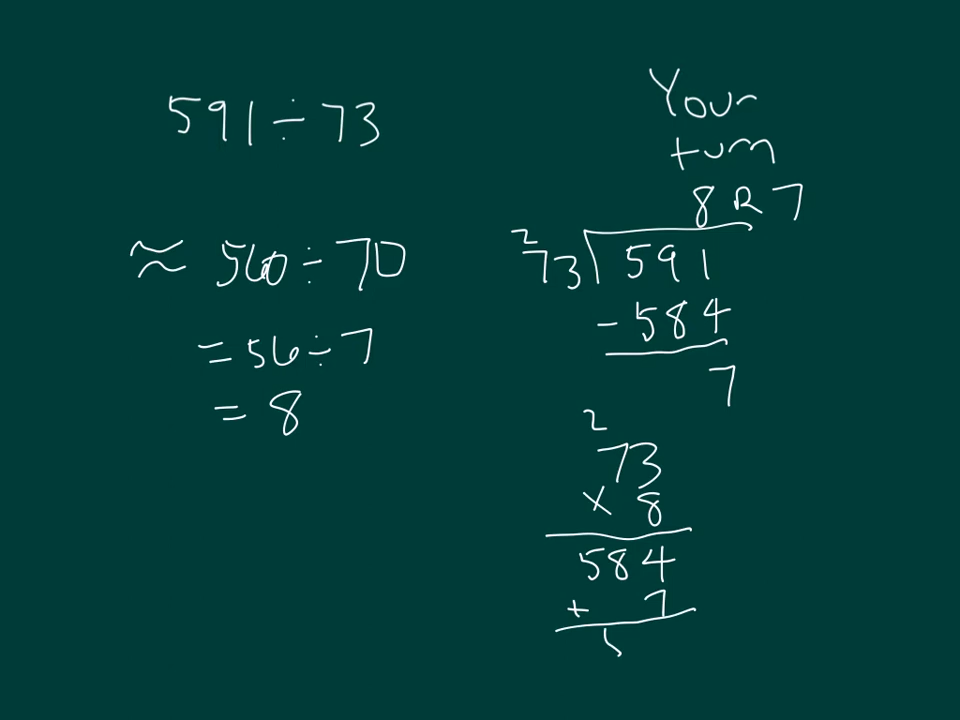 591 ÷ 73
≈ 560 ÷ 70
= 56 ÷ 7
= 8
Your
turn
8 R 7
2
73 ) 591
- 584
7
2
73
x 8
584
+ 7